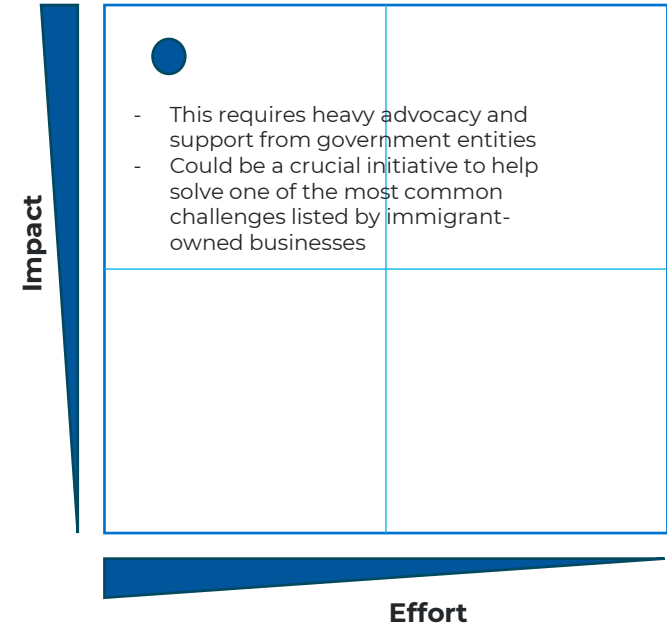 - This requires heavy advocacy and
support from government entities
- Could be a crucial initiative to help
solve one of the most common
challenges listed by immigrant-
owned businesses
Impact
Effort